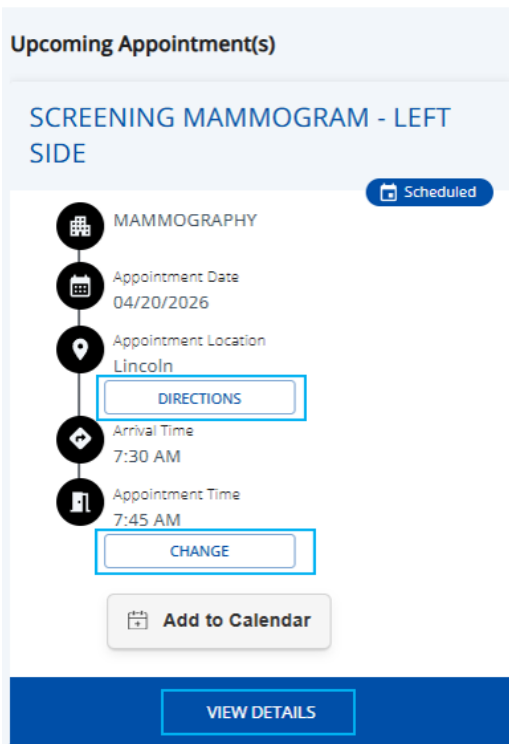 Upcoming Appointment(s)
SCREENING MAMMOGRAM - LEFT
SIDE
Scheduled
MAMMOGRAPHY
Appointment Date
04/20/2026
Appointment Location
Lincoln
DIRECTIONS
Arrival Time
7:30 AM
Appointment Time
7:45 AM
CHANGE
Add to Calendar
VIEW DETAILS